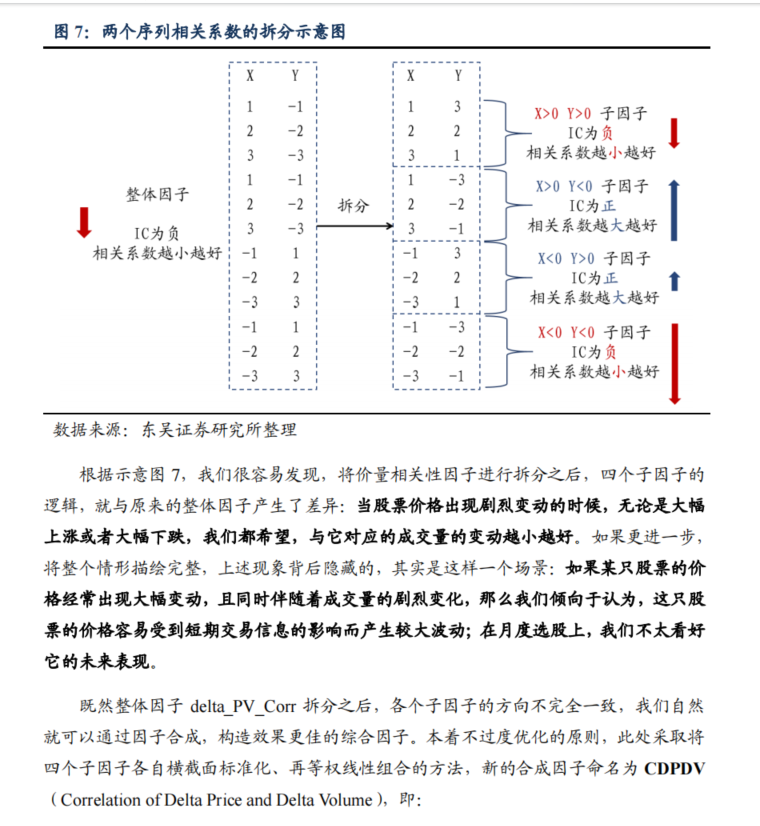 图 7：两个序列相关系数的拆分示意图
X Y X Y
1 -1 1 3 X>0 Y>0 子因子
2 -2 2 2 IC为负
3 -3 3 1 相关系数越小越好
1 -1 1 -3 X>0 Y<0 子因子
整体因子 2 -2 拆分 2 -2 IC为正
3 -3 3 -1 相关系数越大越好
IC为负
相关系数越小越好 -1 1 -1 3 X<0 Y>0 子因子
-2 2 -2 2 IC为正
-3 3 -3 1 相关系数越大越好
-1 1 -1 -3 X<0 Y<0 子因子
-2 2 -2 -2 IC为负
-3 3 -3 -1 相关系数越小越好
数据来源：东吴证券研究所整理
根据示意图 7，我们很容易发现，将价量相关性因子进行拆分之后，四个子因子的
逻辑，就与原来的整体因子产生了差异：当股票价格出现剧烈变动的时候，无论是大幅
上涨或者大幅下跌，我们都希望，与它对应的成交量的变动越小越好。如果更进一步，
将整个情形描绘完整，上述现象背后隐藏的，其实是这样一个场景：如果某只股票的价
格经常出现大幅变动，且同时伴随着成交量的剧烈变化，那么我们倾向于认为，这只股
票的价格容易受到短期交易信息的影响而产生较大波动；在月度选股上，我们不太看好
它的未来表现。
既然整体因子 delta_PV_Corr 拆分之后，各个子因子的方向不完全一致，我们自然
就可以通过因子合成，构造效果更佳的综合因子。本着不过度优化的原则，此处采取将
四个子因子各自横截面标准化、再等权线性组合的方法，新的合成因子命名为 CDPDV
（Correlation of Delta Price and Delta Volume），即：